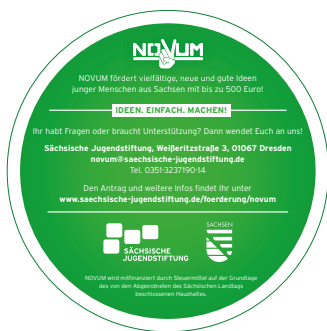 NOVUM
NOVUM fördert vielfältige, neue und gute Ideen
junger Menschen aus Sachsen mit bis zu 500 Euro!
IDEEN. EINFACH. MACHEN!
Ihr habt Fragen oder braucht Unterstützung? Dann wendet Euch an uns!
Sächsische Jugendstiftung, Weißeritzstraße 3, 01067 Dresden
novum@saechsische-jugendstiftung.de
Tel. 0351-3237190-14
Den Antrag und weitere Infos findet Ihr unter
www.saechsische-jugendstiftung.de/foerderung/novum
SÄCHSISCHE
JUGENDSTIFTUNG
SACHSEN
NOVUM wird mitfinanziert durch Steuermittel auf der Grundlage
des von den Abgeordneten des Sächsischen Landtags
beschlossenen Haushaltes.